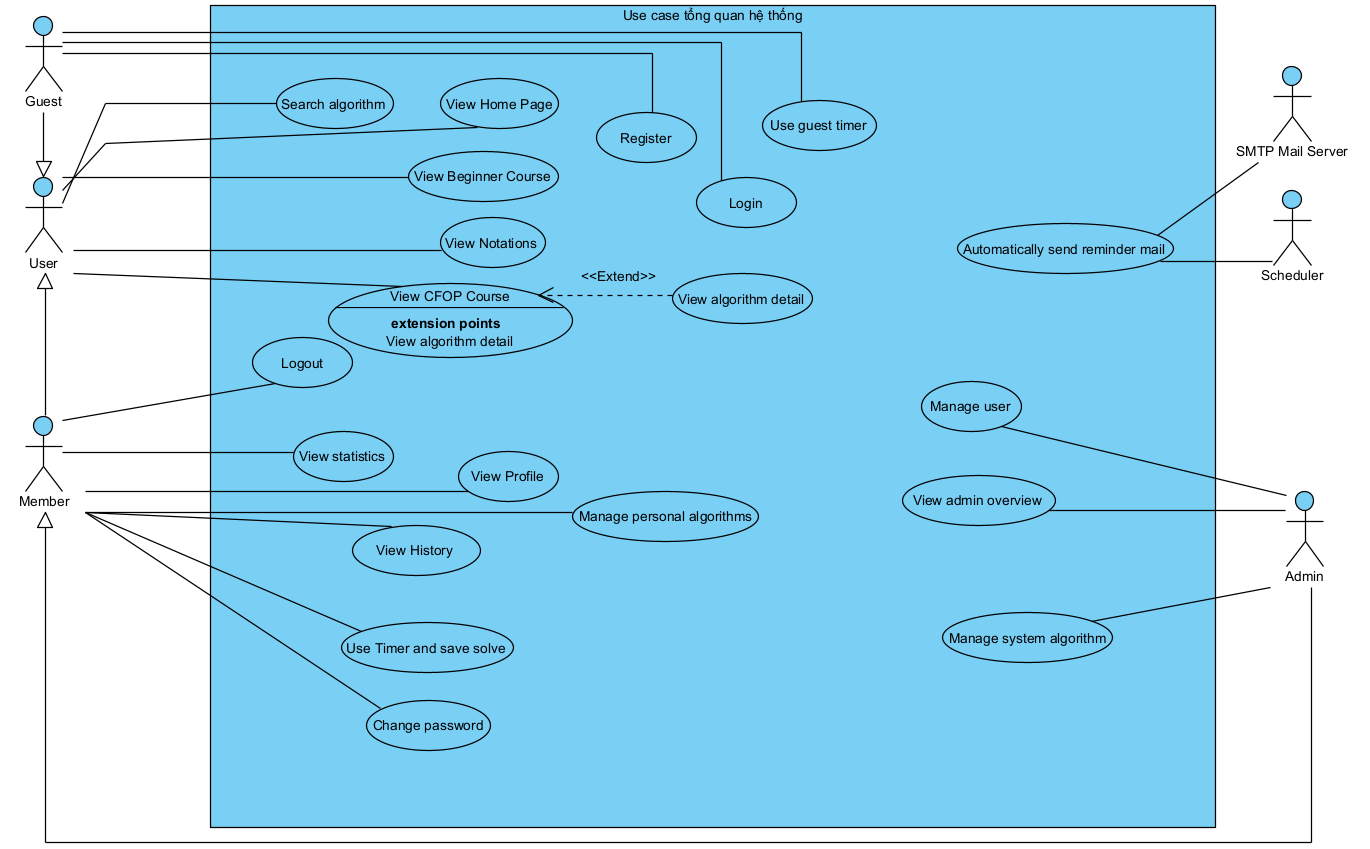 Use case tổng quan hệ thống
Guest
Search algorithm
View Home Page
Register
Use guest timer
SMTP Mail Server
View Beginner Course
Login
User
View Notations
Automatically send reminder mail
Scheduler
<<Extend>>
View CFOP Course
extension points
View algorithm detail
View algorithm detail
Logout
Manage user
Member
View statistics
View Profile
View admin overview
Manage personal algorithms
View History
Admin
Manage system algorithm
Use Timer and save solve
Change password